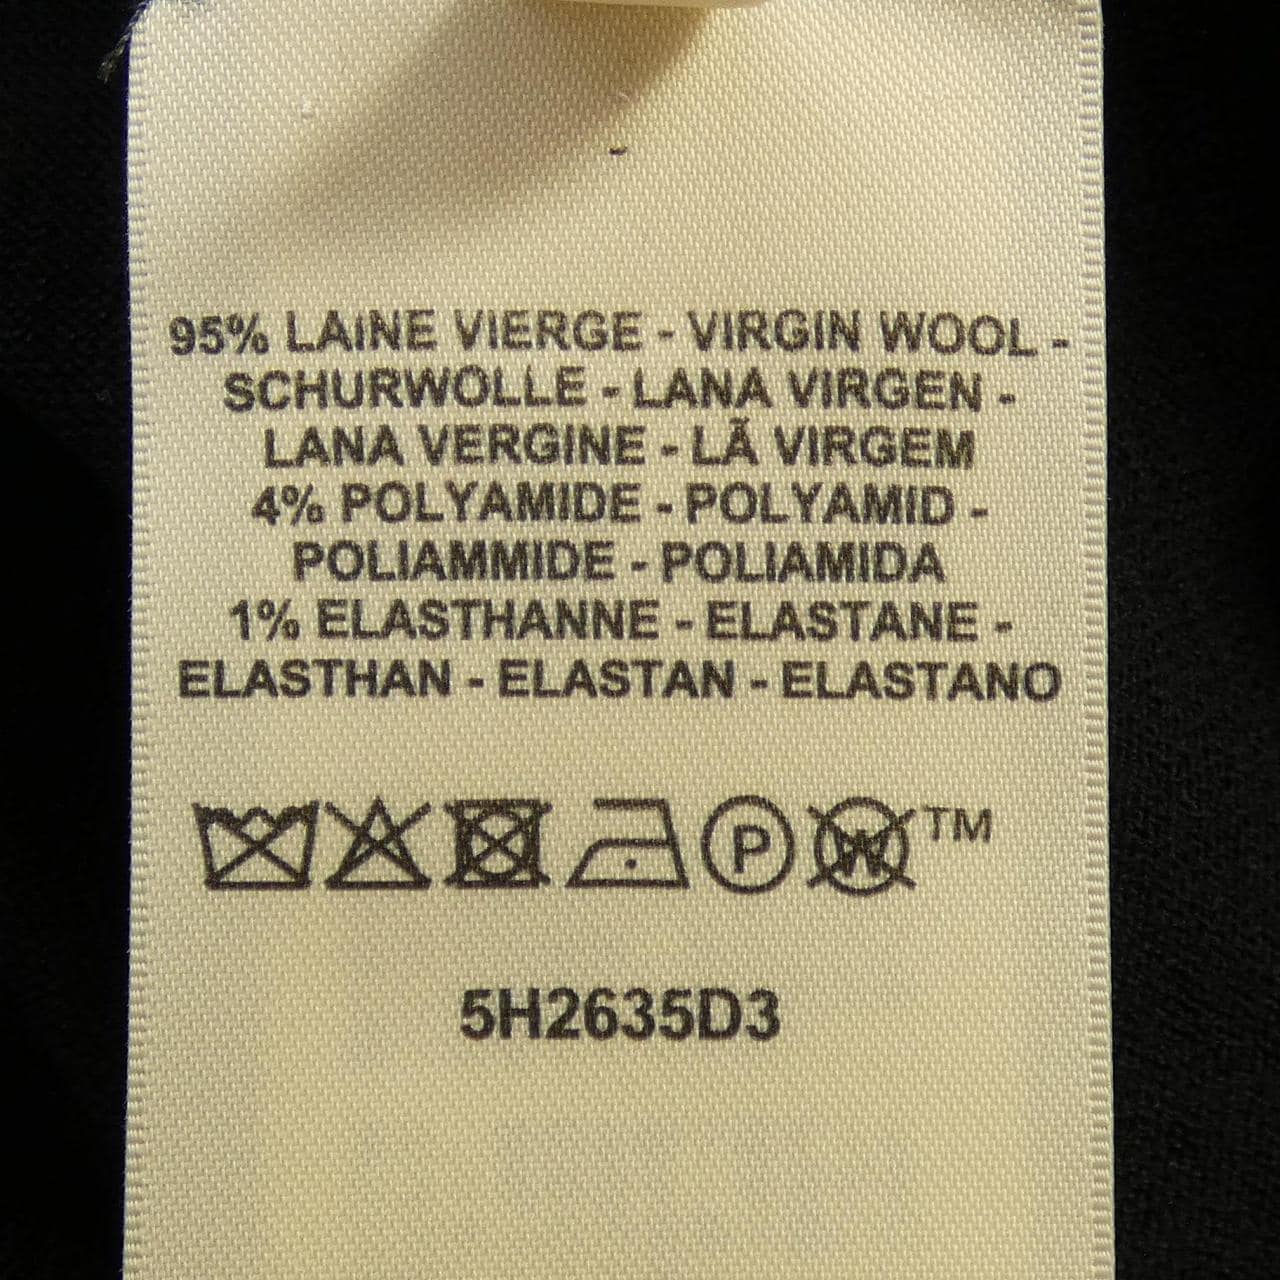 95% LAINE VIERGE - VIRGIN WOOL -
SCHURWOLLE - LANA VIRGEN -
LANA VERGINE - LÃ VIRGEM
4% POLYAMIDE - POLYAMID -
POLIAMMIDE - POLIAMIDA
1% ELASTHANNE - ELASTANE -
ELASTHAN - ELASTAN - ELASTANO
P W TM
5H2635D3